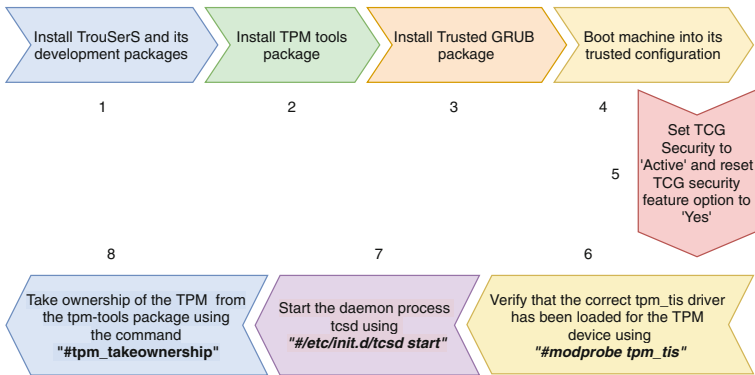 Install TrouSerS and its
development packages
Install TPM tools
package
Install Trusted GRUB
package
Boot machine into its
trusted configuration
1
2
3
4
Set TCG
Security to
'Active' and reset
TCG security
feature option to
'Yes'
5
8
7
6
Take ownership of the TPM from
the tpm-tools package using
the command
"#tpm_takeownership"
Start the daemon process
tcsd using
"#/etc/init.d/tcsd start"
Verify that the correct tpm_tis driver
has been loaded for the TPM
device using
"#modprobe tpm_tis"